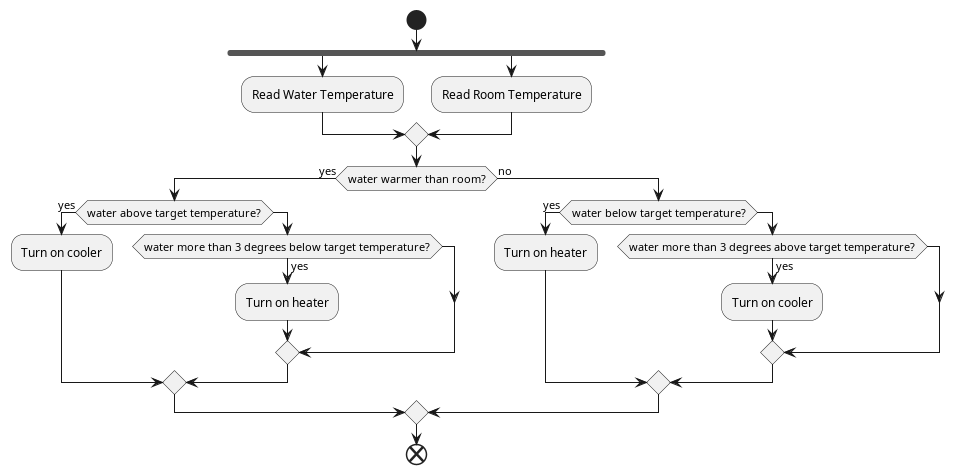 Read Water Temperature
Read Room Temperature
yes
water warmer than room?
no
yes
water above target temperature?
yes
water below target temperature?
Turn on cooler
water more than 3 degrees below target temperature?
Turn on heater
water more than 3 degrees above target temperature?
yes
yes
Turn on heater
Turn on cooler